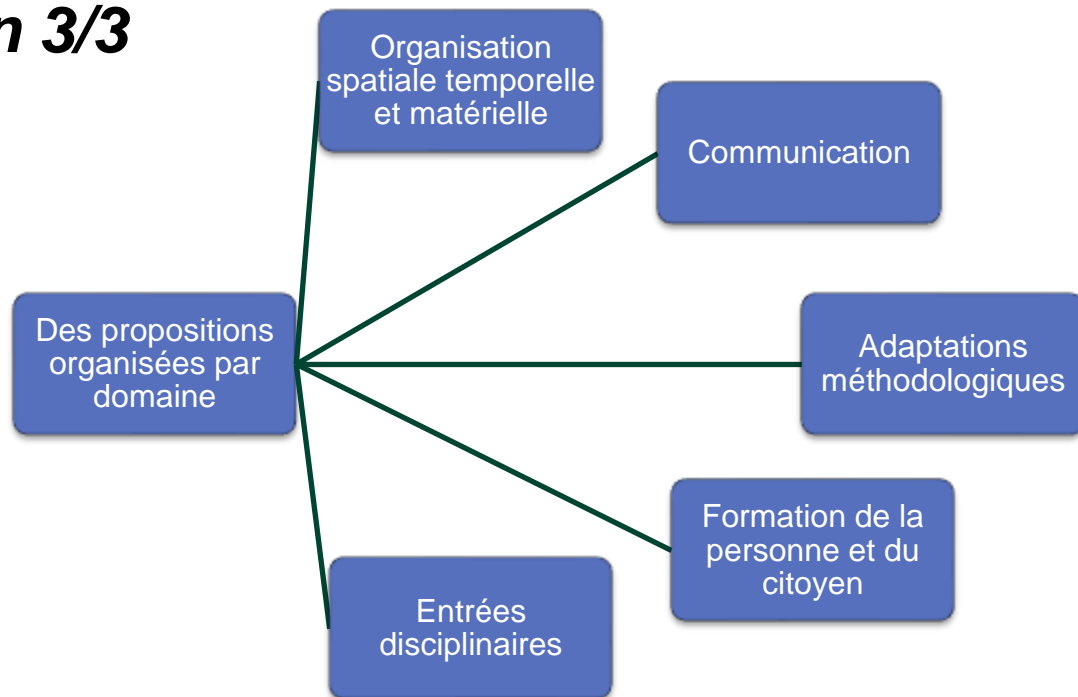 n 3/3
Organisation
spatiale temporelle
et matérielle
Communication
Des propositions
organisées par
domaine
Adaptations
méthodologiques
Formation de la
personne et du
citoyen
Entrées
disciplinaires